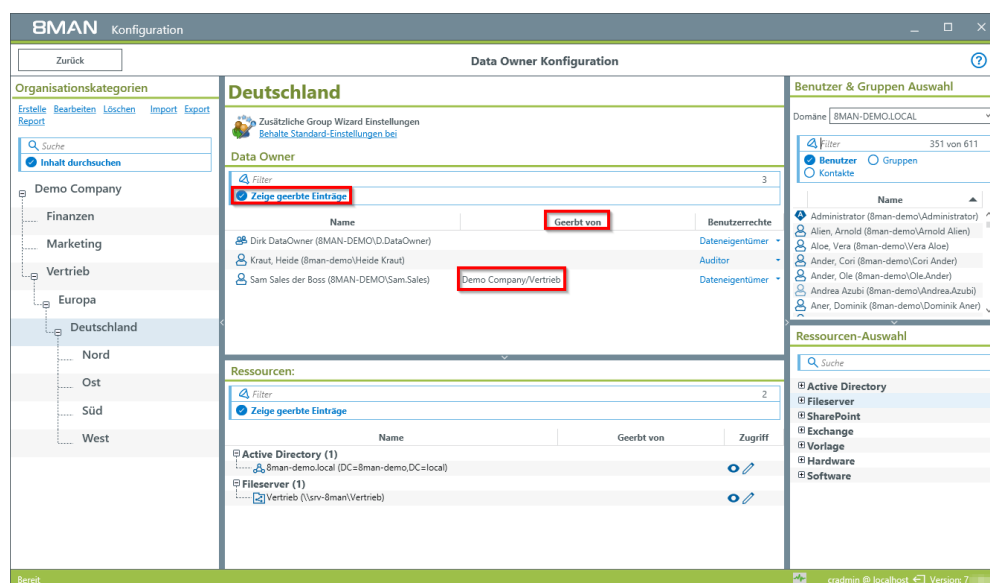 8MAN Konfiguration
Zurück
Data Owner Konfiguration
Organisationskategorien
Erstelle Bearbeiten Löschen Import Export
Report
Suche
Inhalt durchsuchen
Demo Company
Finanzen
Marketing
Vertrieb
Europa
Deutschland
Nord
Ost
Süd
West
Deutschland
Zusätzliche Group Wizard Einstellungen
Behalte Standard-Einstellungen bei
Data Owner
Filter 3
Zeige geerbte Einträge
Name Geerbt von Benutzerrechte
Dirk DataOwner (8MAN-DEMO\D.DataOwner) Dateneigentümer
Kraut, Heide (8man-demo\Heide Kraut) Auditor
Sam Sales der Boss (8MAN-DEMO\Sam.Sales) Demo Company/Vertrieb Dateneigentümer
Ressourcen:
Filter 2
Zeige geerbte Einträge
Name Geerbt von Zugriff
Active Directory (1)
8man-demo.local (DC=8man-demo,DC=local)
Fileserver (1)
Vertrieb (\\srv-8man\Vertrieb)
Benutzer & Gruppen Auswahl
Domäne 8MAN-DEMO.LOCAL
Filter 351 von 611
Benutzer Gruppen
Kontakte
Name
Administrator (8man-demo\Administrator)
Alien, Arnold (8man-demo\Arnold Alien)
Aloe, Vera (8man-demo\Vera Aloe)
Ander, Cori (8man-demo\Cori Ander)
Ander, Ole (8man-demo\Ole.Ander)
Andrea Azubi (8man-demo\Andrea.Azubi)
Aner, Dominik (8man-demo\Dominik Aner)
Ressourcen-Auswahl
Suche
Active Directory
Fileserver
SharePoint
Exchange
Vorlage
Hardware
Software
Bereit
cradmin @ localhost Version: 7